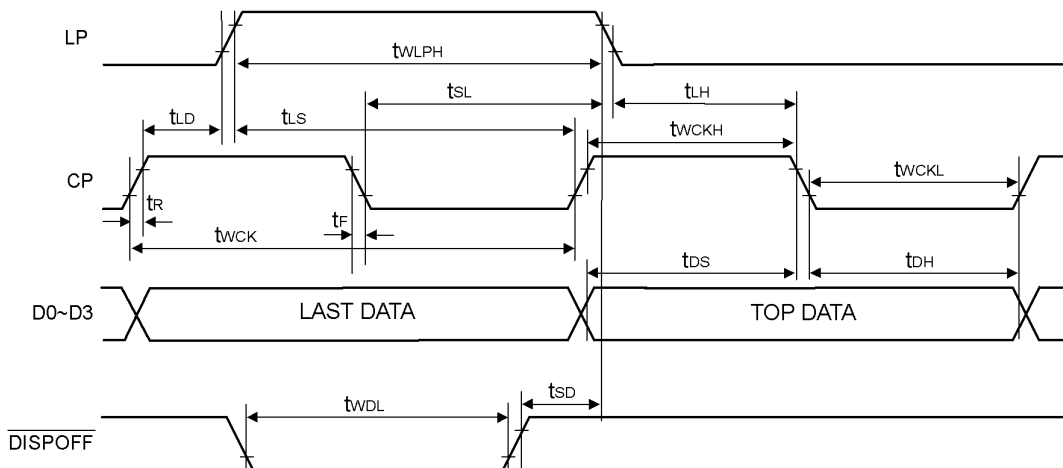 LP
tWLPH
tSL
tLH
tLD
tLS
tWCKH
CP
tWCKL
tR
tF
tWCK
tDS
tDH
D0~D3
LAST DATA
TOP DATA
tWDL
tSD
DISPOFF